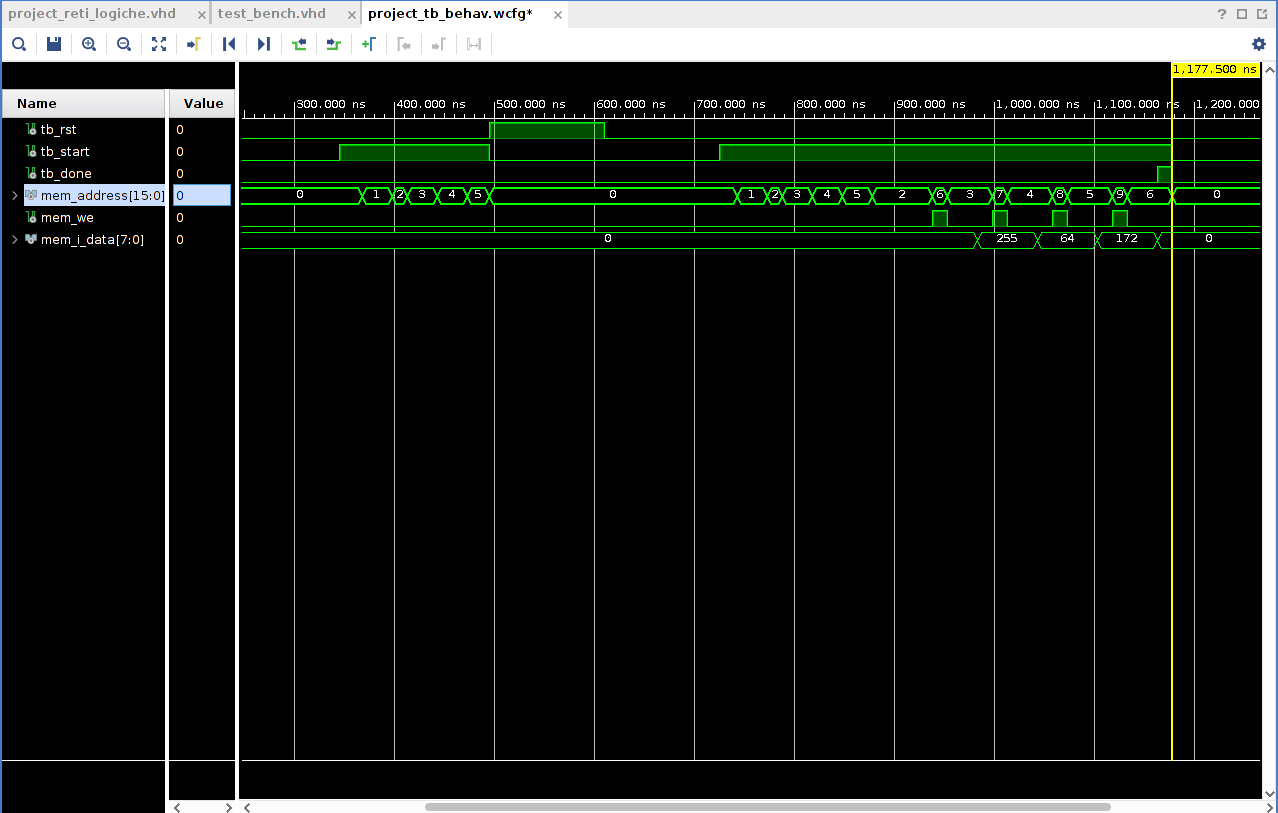 project_reti_logiche.vhd × test_bench.vhd × project_tb_behav.wcfg* × ?
1,177.500 ns
Name Value 300.000 ns 400.000 ns 500.000 ns 600.000 ns 700.000 ns 800.000 ns 900.000 ns 1,000.000 ns 1,100.000 ns 1,200.000
tb_rst 0
tb_start 0
tb_done 0
mem_address[15:0] 0 0 1 2 3 4 5 0 1 2 3 4 5 2 6 3 7 4 8 5 9 6 0
mem_we 0
mem_i_data[7:0] 0 0 255 64 172 0